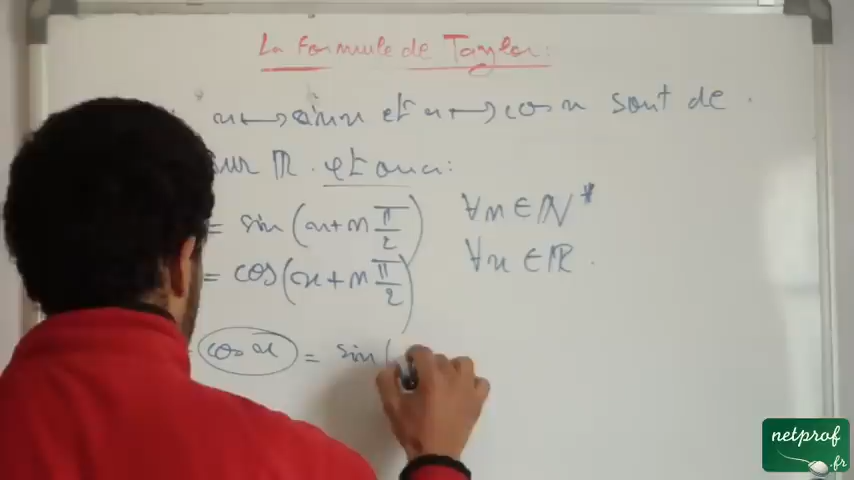 La formule de Taylor:
x ↦ sin x et x ↦ cos x sont de
sur ℝ. et on a:
= sin(x+n π/2) ∀n ∈ ℕ*
= cos(x+n π/2) ∀x ∈ ℝ.
cos x = sin(
netprof
.fr